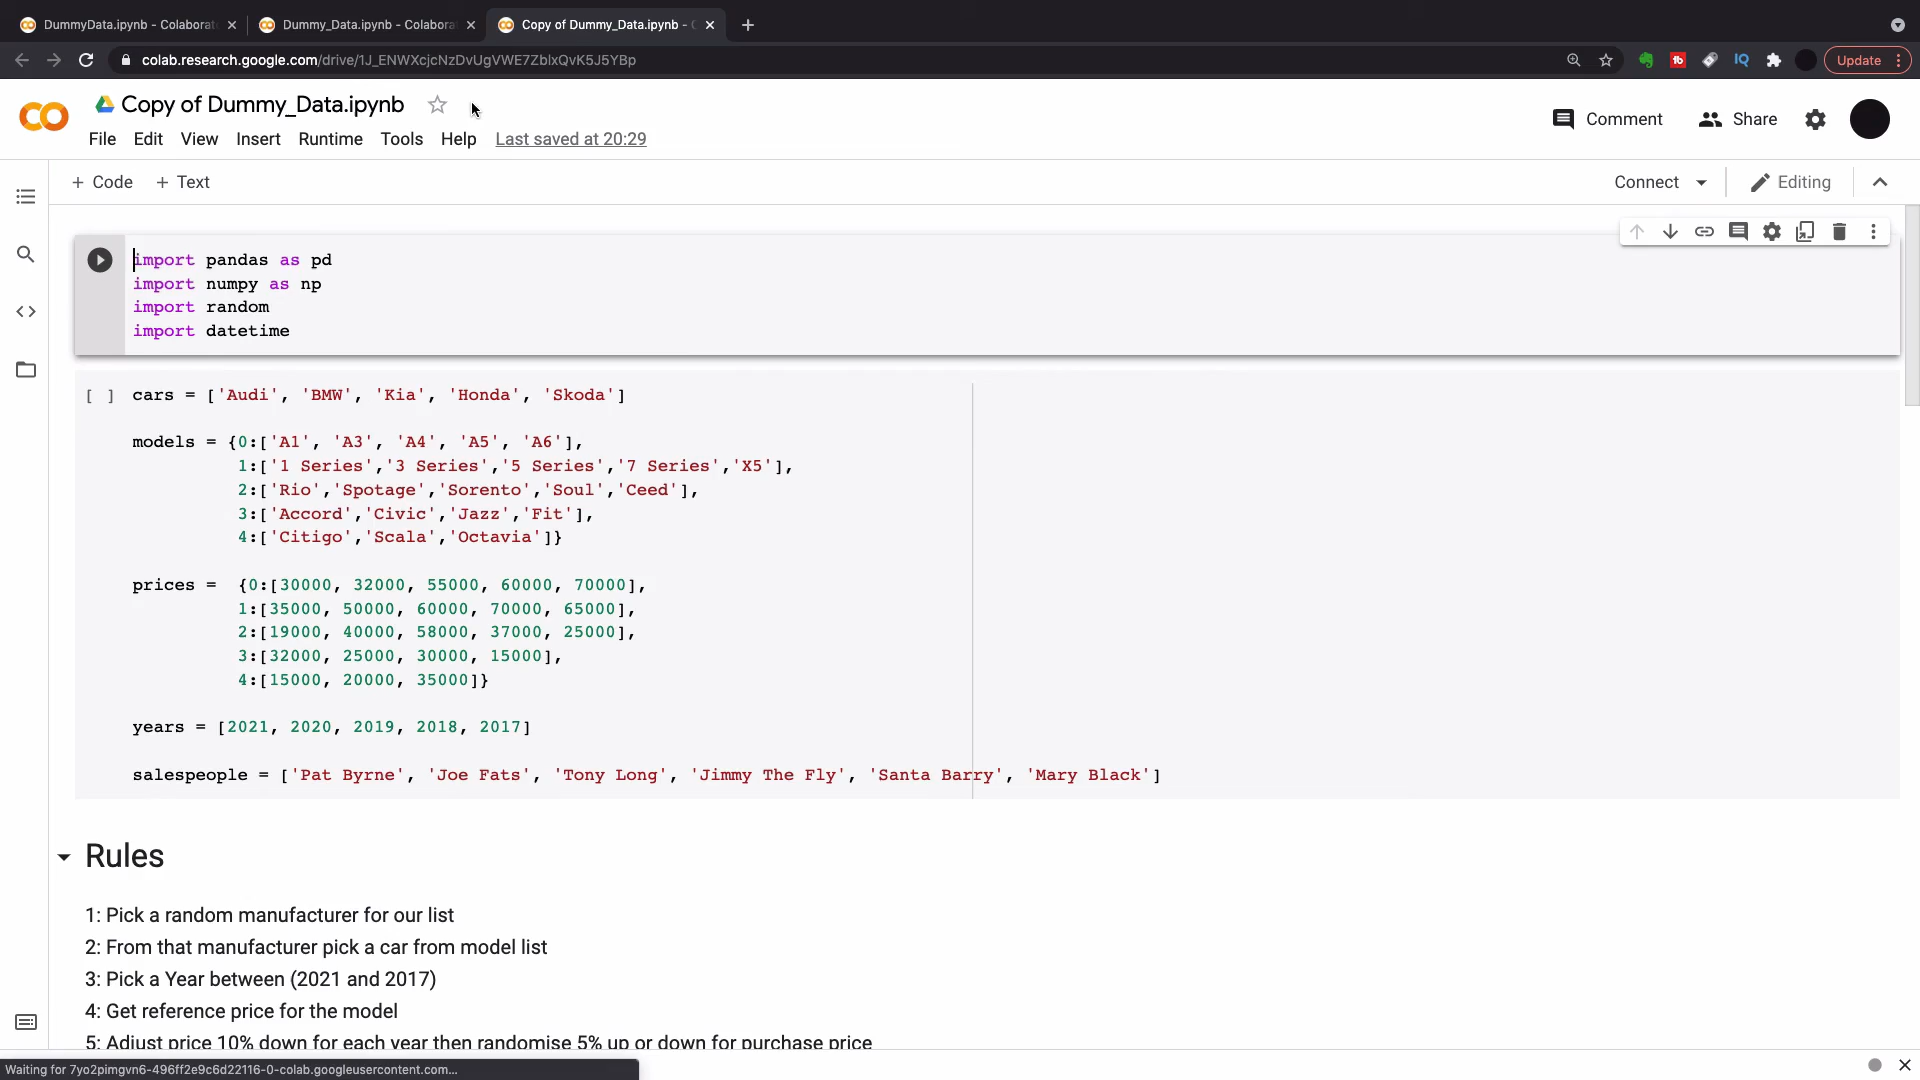 DummyData.ipynb - Colaborat
Dummy_Data.ipynb - Colabora
Copy of Dummy_Data.ipynb -
colab.research.google.com/drive/1J_ENWXcjcNzDvUgVWE7ZblxQvK5J5YBp
Update
Copy of Dummy_Data.ipynb
Comment
Share
File Edit View Insert Runtime Tools Help Last saved at 20:29
+ Code + Text
Connect
Editing
import pandas as pd
import numpy as np
import random
import datetime
[ ] cars = ['Audi', 'BMW', 'Kia', 'Honda', 'Skoda']
models = {0:['A1', 'A3', 'A4', 'A5', 'A6'],
1:['1 Series','3 Series','5 Series','7 Series','X5'],
2:['Rio','Spotage','Sorento','Soul','Ceed'],
3:['Accord','Civic','Jazz','Fit'],
4:['Citigo','Scala','Octavia']}
prices = {0:[30000, 32000, 55000, 60000, 70000],
1:[35000, 50000, 60000, 70000, 65000],
2:[19000, 40000, 58000, 37000, 25000],
3:[32000, 25000, 30000, 15000],
4:[15000, 20000, 35000]}
years = [2021, 2020, 2019, 2018, 2017]
salespeople = ['Pat Byrne', 'Joe Fats', 'Tony Long', 'Jimmy The Fly', 'Santa Barry', 'Mary Black']
Rules
1: Pick a random manufacturer for our list
2: From that manufacturer pick a car from model list
3: Pick a Year between (2021 and 2017)
4: Get reference price for the model
5: Adjust price 10% down for each year then randomise 5% up or down for purchase price
Waiting for 7yo2pimgvn6-496ff2e9c6d22116-0-colab.googleusercontent.com...